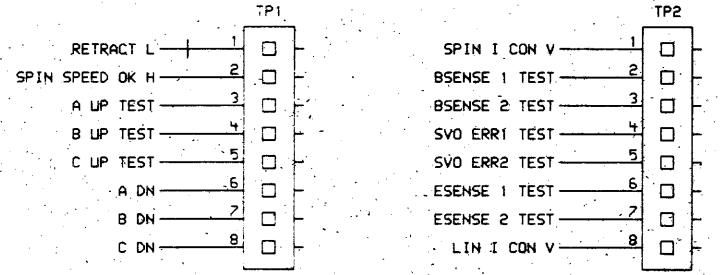 TP1
RETRACT L 1
SPIN SPEED OK H 2
A UP TEST 3
B UP TEST 4
C UP TEST 5
A DN 6
B DN 7
C DN 8
TP2
SPIN I CON V 1
BSENSE 1 TEST 2
BSENSE 2 TEST 3
SVO ERR1 TEST 4
SVO ERR2 TEST 5
ESENSE 1 TEST 6
ESENSE 2 TEST 7
LIN I CON V 8